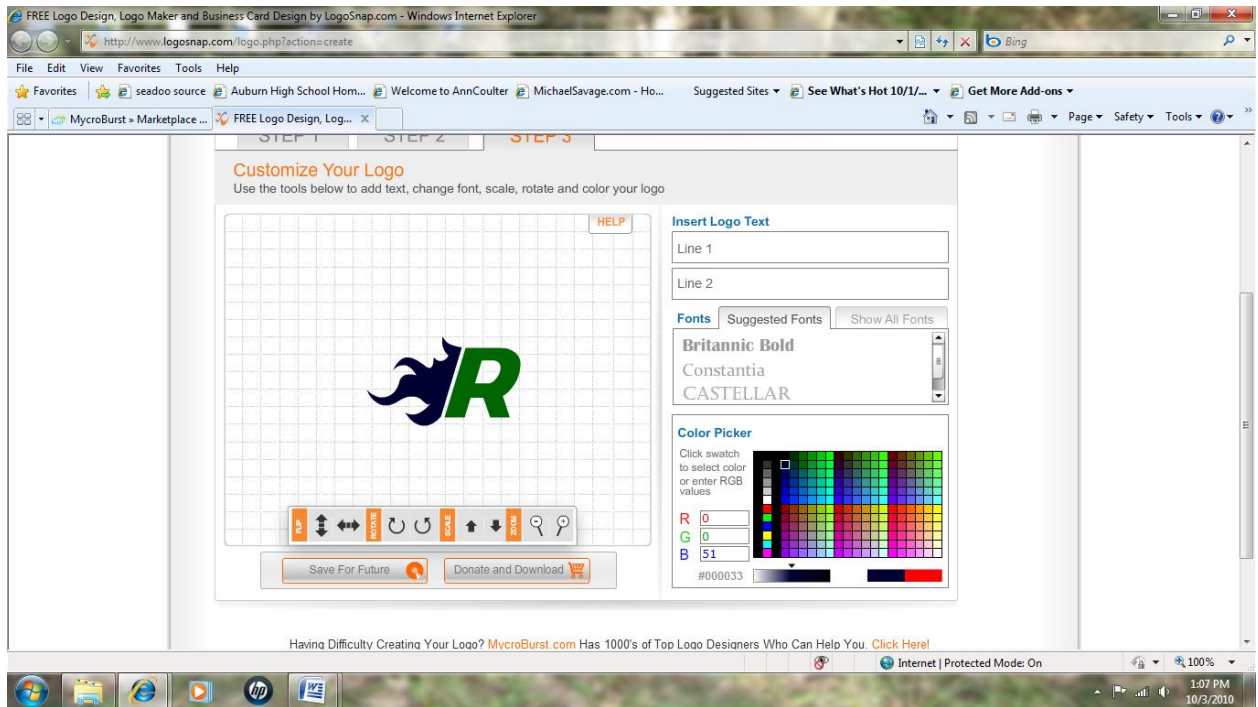 FREE Logo Design, Logo Maker and Business Card Design by LogoSnap.com - Windows Internet Explorer
http://www.logosnap.com/logo.php?action=create
Bing
File Edit View Favorites Tools Help
Favorites seadoo source Auburn High School Hom... Welcome to AnnCoulter MichaelSavage.com - Ho... Suggested Sites See What's Hot 10/1/... Get More Add-ons
MycroBurst » Marketplace ... FREE Logo Design, Log... X Page Safety Tools
STEP 1 STEP 2 STEP 3
Customize Your Logo
Use the tools below to add text, change font, scale, rotate and color your logo
HELP
R
FLIP ROTATE SCALE ZOOM
Save For Future Donate and Download
Insert Logo Text
Line 1
Line 2
Fonts Suggested Fonts Show All Fonts
Britannic Bold
Constantia
CASTELLAR
Color Picker
Click swatch
to select color
or enter RGB
values
R 0
G 0
B 51
#000033
Having Difficulty Creating Your Logo? MycroBurst.com Has 1000's of Top Logo Designers Who Can Help You. Click Here!
Internet | Protected Mode: On 100%
hp W
1:07 PM
10/3/2010